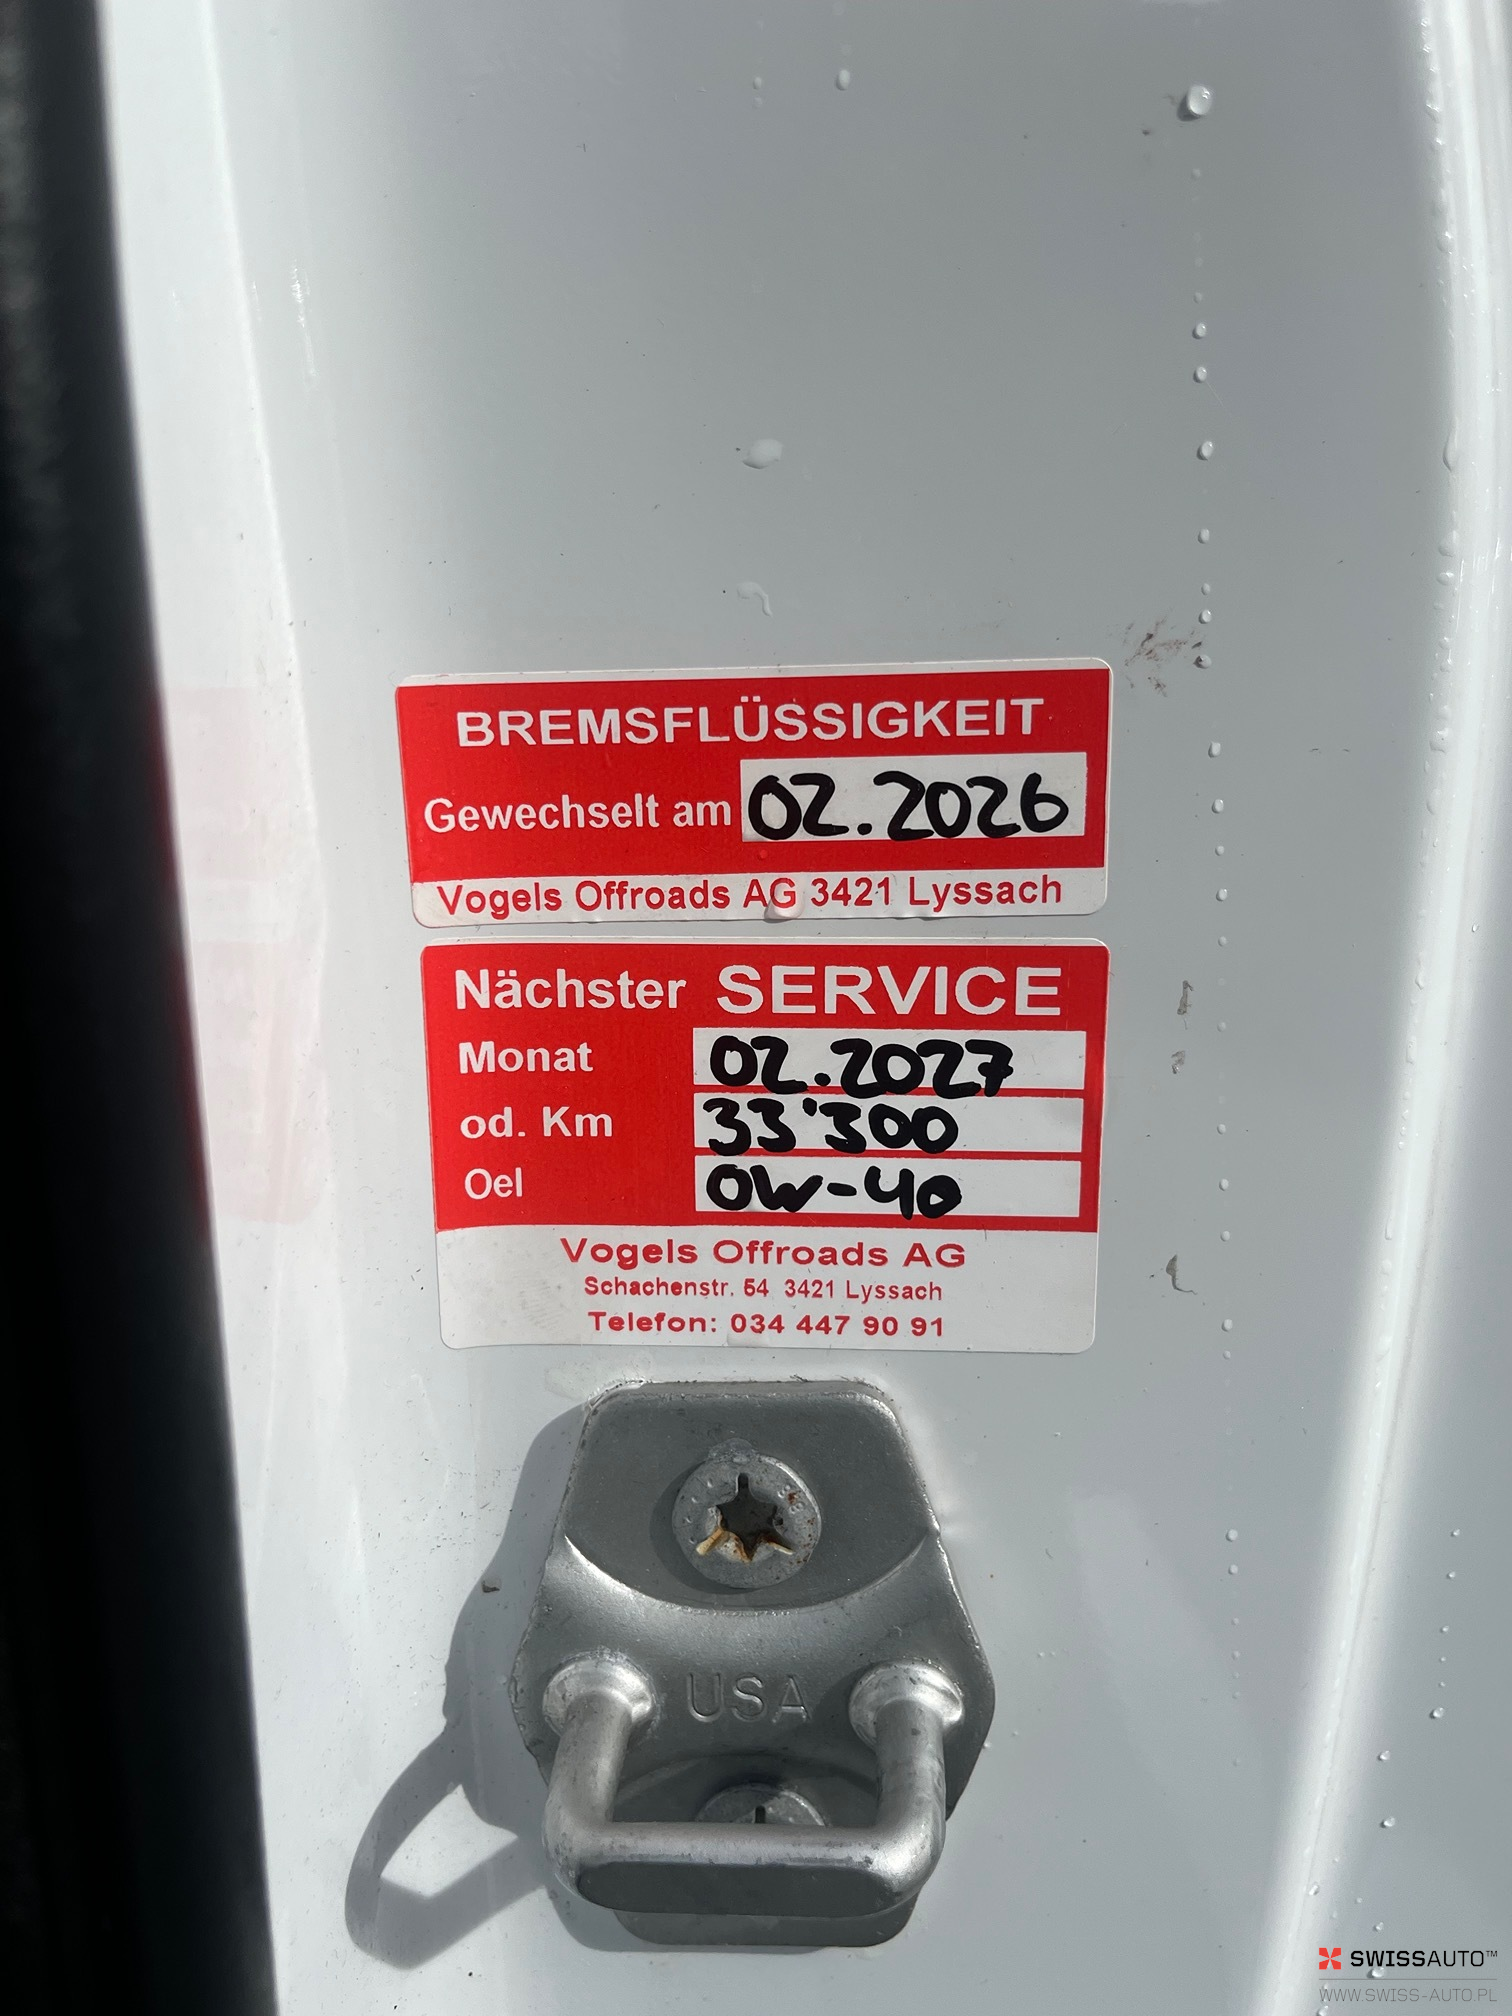 BREMSFLÜSSIGKEIT
Gewechselt am 02.2026
Vogels Offroads AG 3421 Lyssach
Nächster SERVICE
Monat 02.2027
od. Km 33'300
Oel 0W-40
Vogels Offroads AG
Schachenstr. 54 3421 Lyssach
Telefon: 034 447 90 91
USA
SWISSAUTO™
WWW.SWISS-AUTO.PL